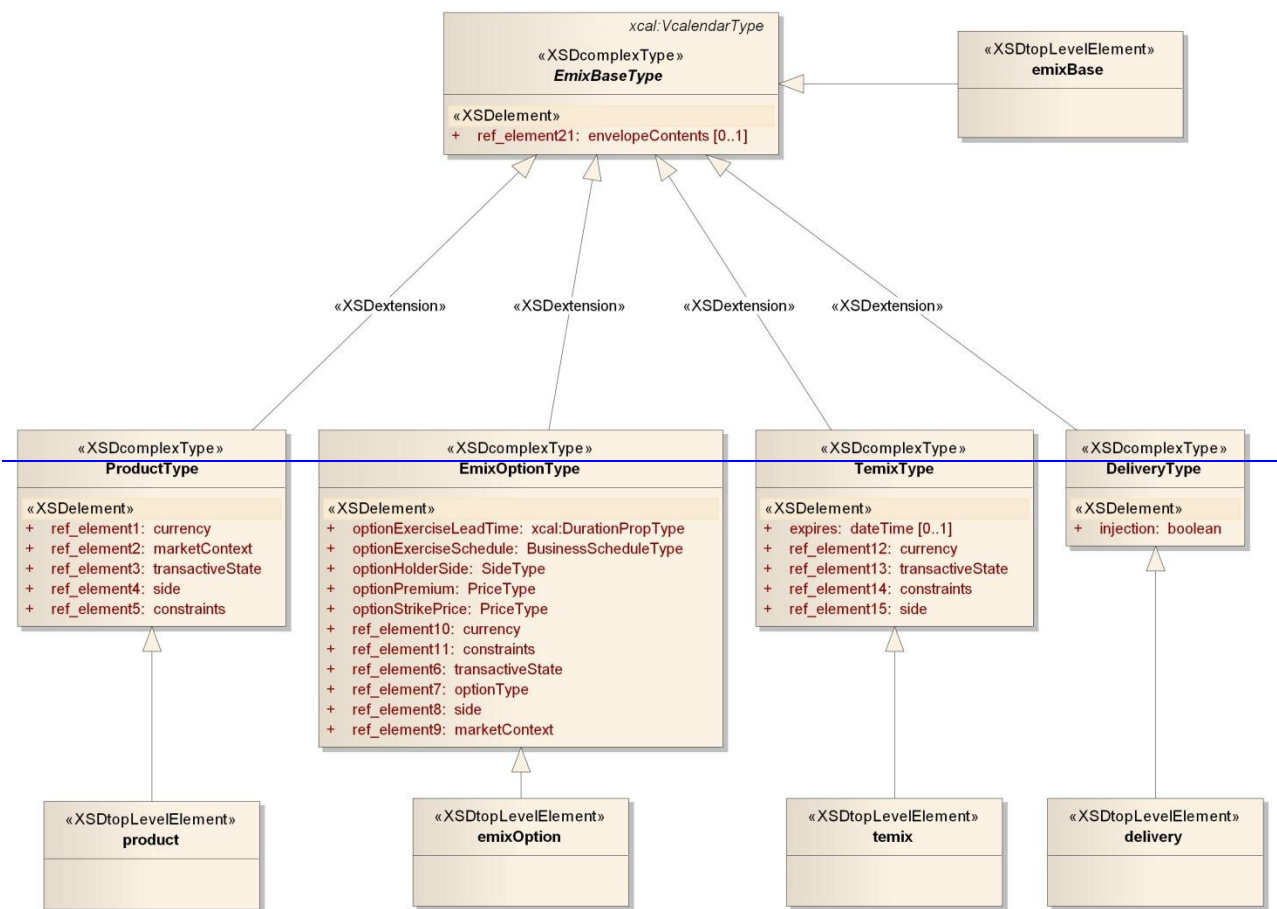 xcal:VcalendarType
«XSDcomplexType»
EmixBaseType
«XSDelement»
+ ref_element21: envelopeContents [0..1]
«XSDtopLevelElement»
emixBase
«XSDextension» «XSDextension» «XSDextension» «XSDextension»
«XSDcomplexType»
ProductType
«XSDelement»
+ ref_element1: currency
+ ref_element2: marketContext
+ ref_element3: transactiveState
+ ref_element4: side
+ ref_element5: constraints
«XSDcomplexType»
EmixOptionType
«XSDelement»
+ optionExerciseLeadTime: xcal:DurationPropType
+ optionExerciseSchedule: BusinessScheduleType
+ optionHolderSide: SideType
+ optionPremium: PriceType
+ optionStrikePrice: PriceType
+ ref_element10: currency
+ ref_element11: constraints
+ ref_element6: transactiveState
+ ref_element7: optionType
+ ref_element8: side
+ ref_element9: marketContext
«XSDcomplexType»
TemixType
«XSDelement»
+ expires: dateTime [0..1]
+ ref_element12: currency
+ ref_element13: transactiveState
+ ref_element14: constraints
+ ref_element15: side
«XSDcomplexType»
DeliveryType
«XSDelement»
+ injection: boolean
«XSDtopLevelElement»
product
«XSDtopLevelElement»
emixOption
«XSDtopLevelElement»
temix
«XSDtopLevelElement»
delivery